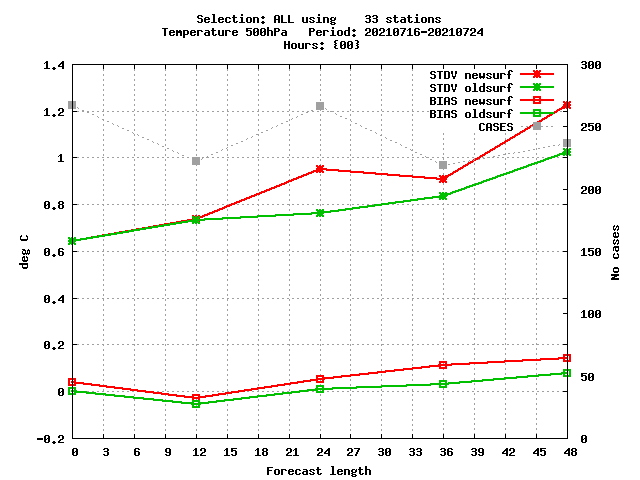 Selection: ALL using    33 stations
Temperature 500hPa   Period: 20210716-20210724
Hours: {00}
1.4
1.2
1
0.8
0.6
0.4
0.2
0
-0.2
deg C
STDV newsurf
STDV oldsurf
BIAS newsurf
BIAS oldsurf
CASES
300
250
200
150
100
50
0
No cases
0 3 6 9 12 15 18 21 24 27 30 33 36 39 42 45 48
Forecast length